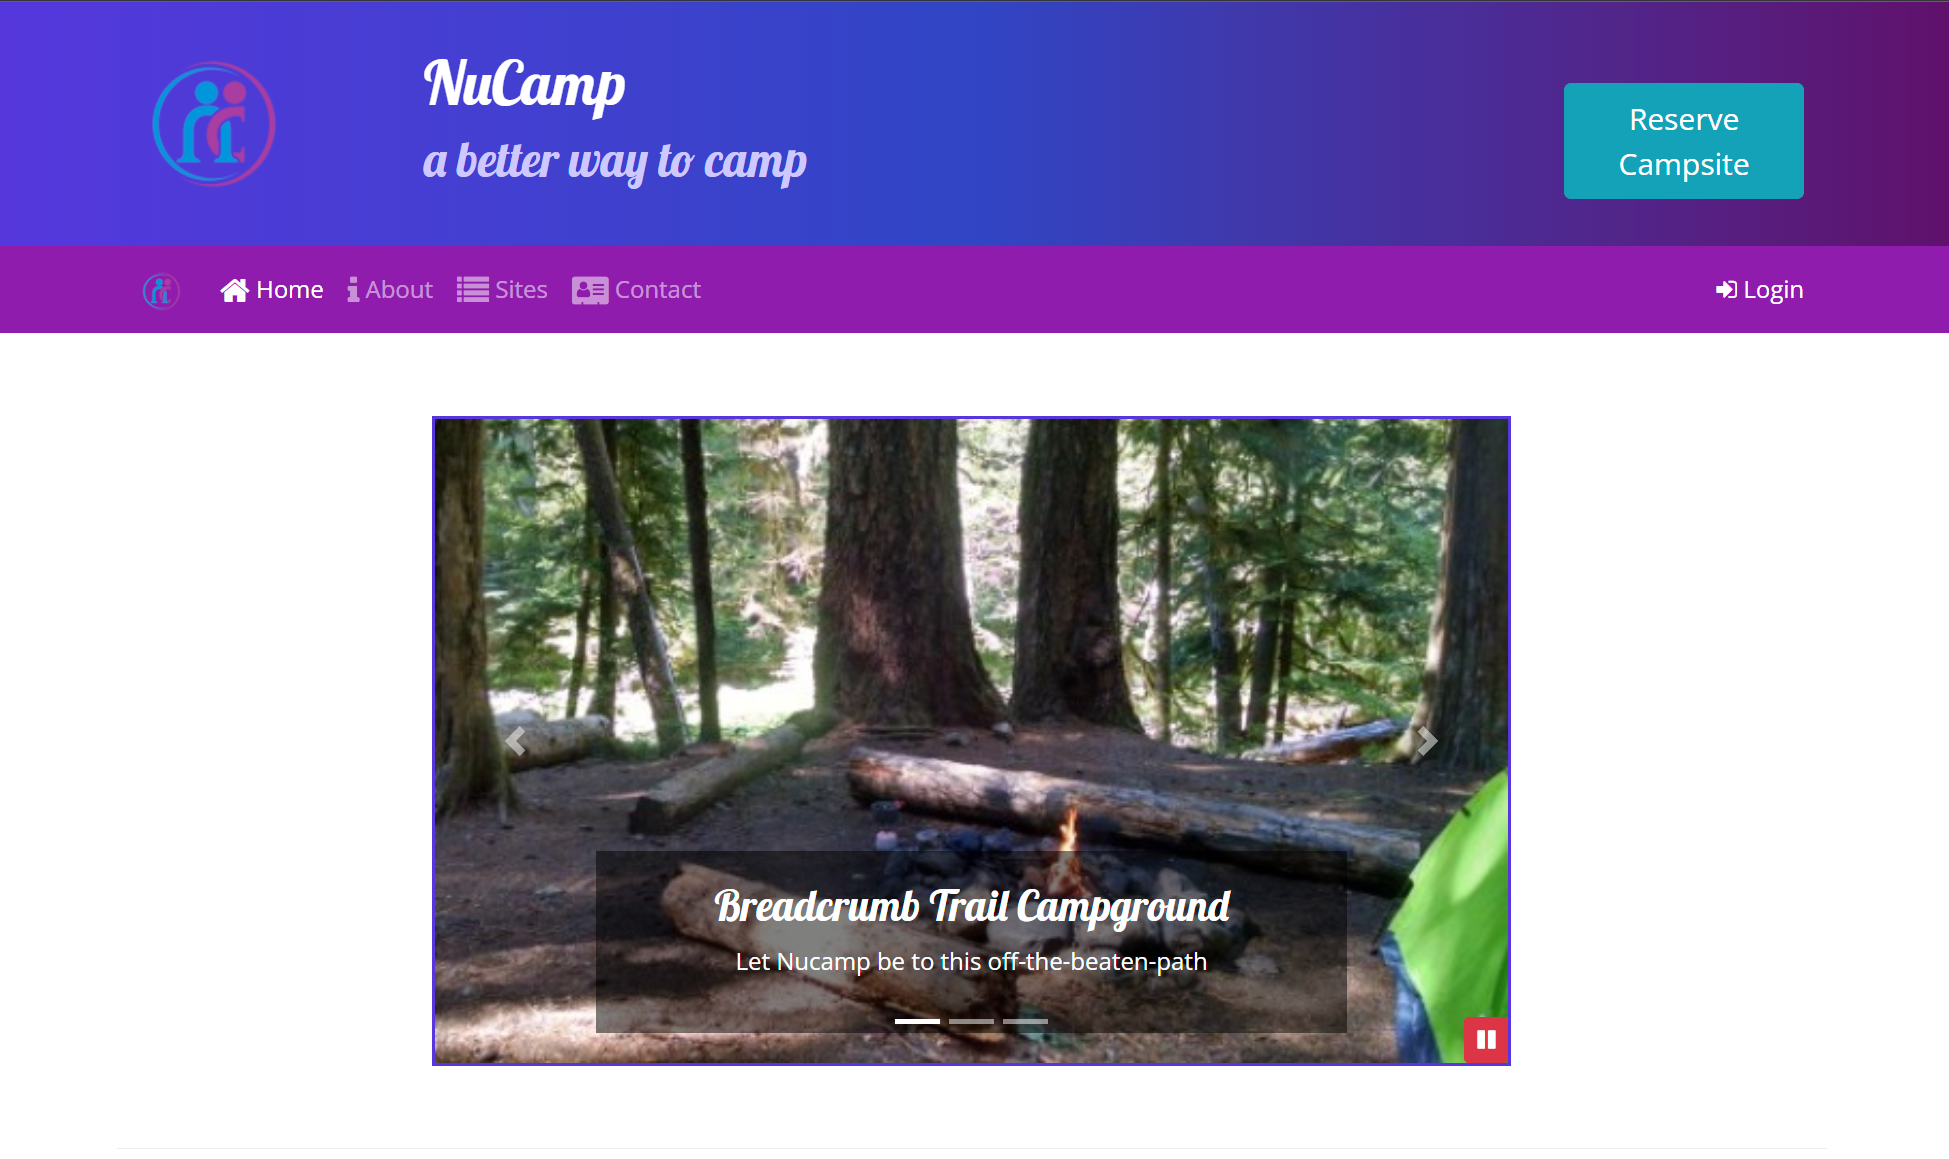 NuCamp
a better way to camp
Reserve
Campsite
Home About Sites Contact
Login
Breadcrumb Trail Campground
Let Nucamp be to this off-the-beaten-path